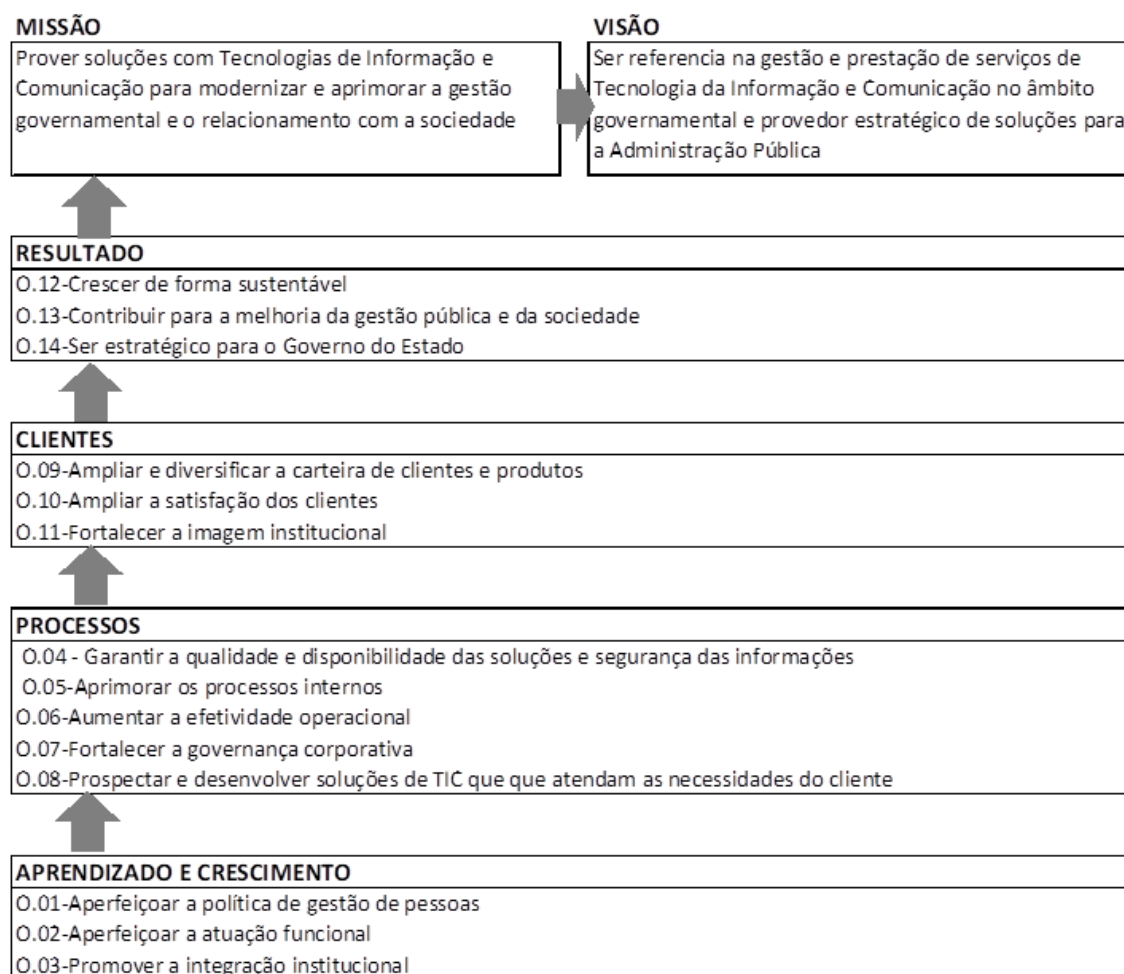 MISSÃO
Prover soluções com Tecnologias de Informação e
Comunicação para modernizar e aprimorar a gestão
governamental e o relacionamento com a sociedade
VISÃO
Ser referencia na gestão e prestação de serviços de
Tecnologia da Informação e Comunicação no âmbito
governamental e provedor estratégico de soluções para
a Administração Pública
RESULTADO
O.12-Crescer de forma sustentável
O.13-Contribuir para a melhoria da gestão pública e da sociedade
O.14-Ser estratégico para o Governo do Estado
CLIENTES
O.09-Ampliar e diversificar a carteira de clientes e produtos
O.10-Ampliar a satisfação dos clientes
O.11-Fortalecer a imagem institucional
PROCESSOS
O.04 - Garantir a qualidade e disponibilidade das soluções e segurança das informações
O.05-Aprimorar os processos internos
O.06-Aumentar a efetividade operacional
O.07-Fortalecer a governança corporativa
O.08-Prospectar e desenvolver soluções de TIC que que atendam as necessidades do cliente
APRENDIZADO E CRESCIMENTO
O.01-Aperfeiçoar a política de gestão de pessoas
O.02-Aperfeiçoar a atuação funcional
O.03-Promover a integração institucional